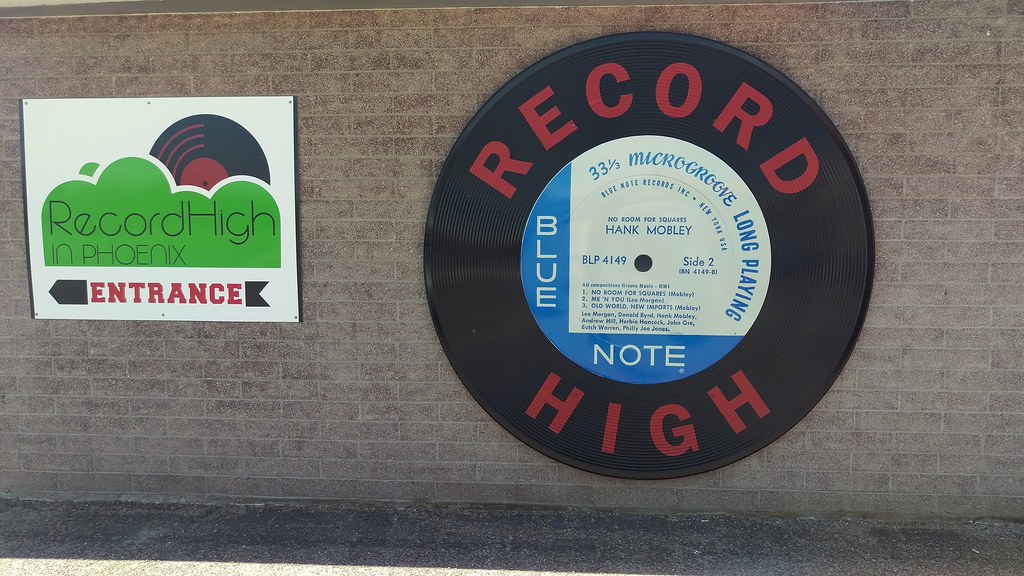 RecordHigh
IN PHOENIX
ENTRANCE
RECORD
33 1/3 MICROGROOVE LONG PLAYING
BLUE NOTE RECORDS INC • NEW YORK USA
NO ROOM FOR SQUARES
HANK MOBLEY
BLP 4149
Side 2
(BN 4149-B)
All compositions Groove Music - BMI
1. NO ROOM FOR SQUARES (Mobley)
2. ME 'N YOU (Lee Morgan)
3. OLD WORLD, NEW IMPORTS (Mobley)
Lee Morgan, Donald Byrd, Hank Mobley,
Andrew Hill, Herbie Hancock, John Ore,
Butch Warren, Philly Joe Jones.
BLUE
NOTE
HIGH